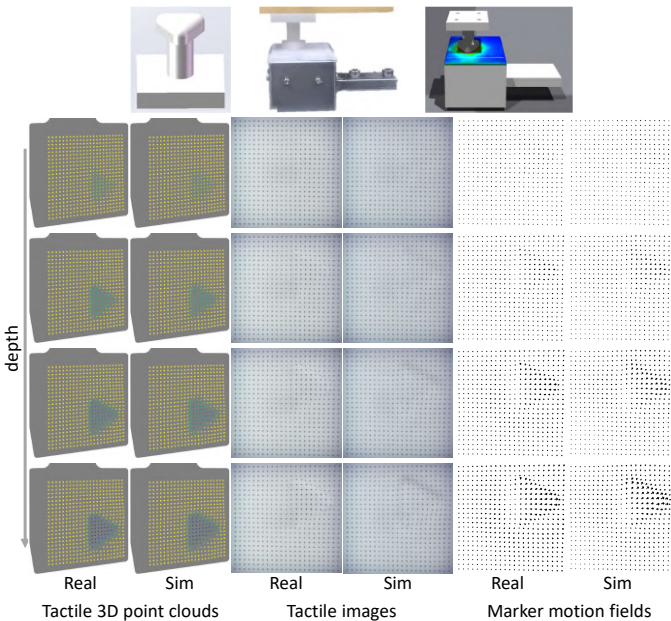 depth
Real Sim Real Sim Real Sim
Tactile 3D point clouds Tactile images Marker motion fields